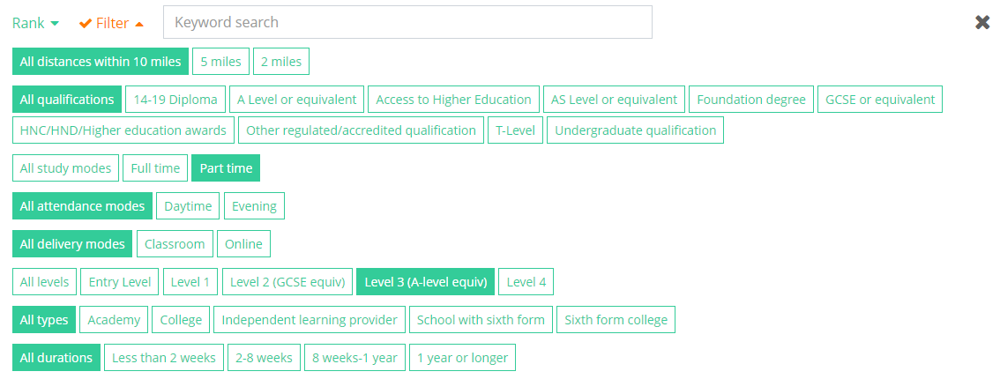 Rank Filter Keyword search
All distances within 10 miles 5 miles 2 miles
All qualifications 14-19 Diploma A Level or equivalent Access to Higher Education AS Level or equivalent Foundation degree GCSE or equivalent
HNC/HND/Higher education awards Other regulated/accredited qualification T-Level Undergraduate qualification
All study modes Full time Part time
All attendance modes Daytime Evening
All delivery modes Classroom Online
All levels Entry Level Level 1 Level 2 (GCSE equiv) Level 3 (A-level equiv) Level 4
All types Academy College Independent learning provider School with sixth form Sixth form college
All durations Less than 2 weeks 2-8 weeks 8 weeks-1 year 1 year or longer